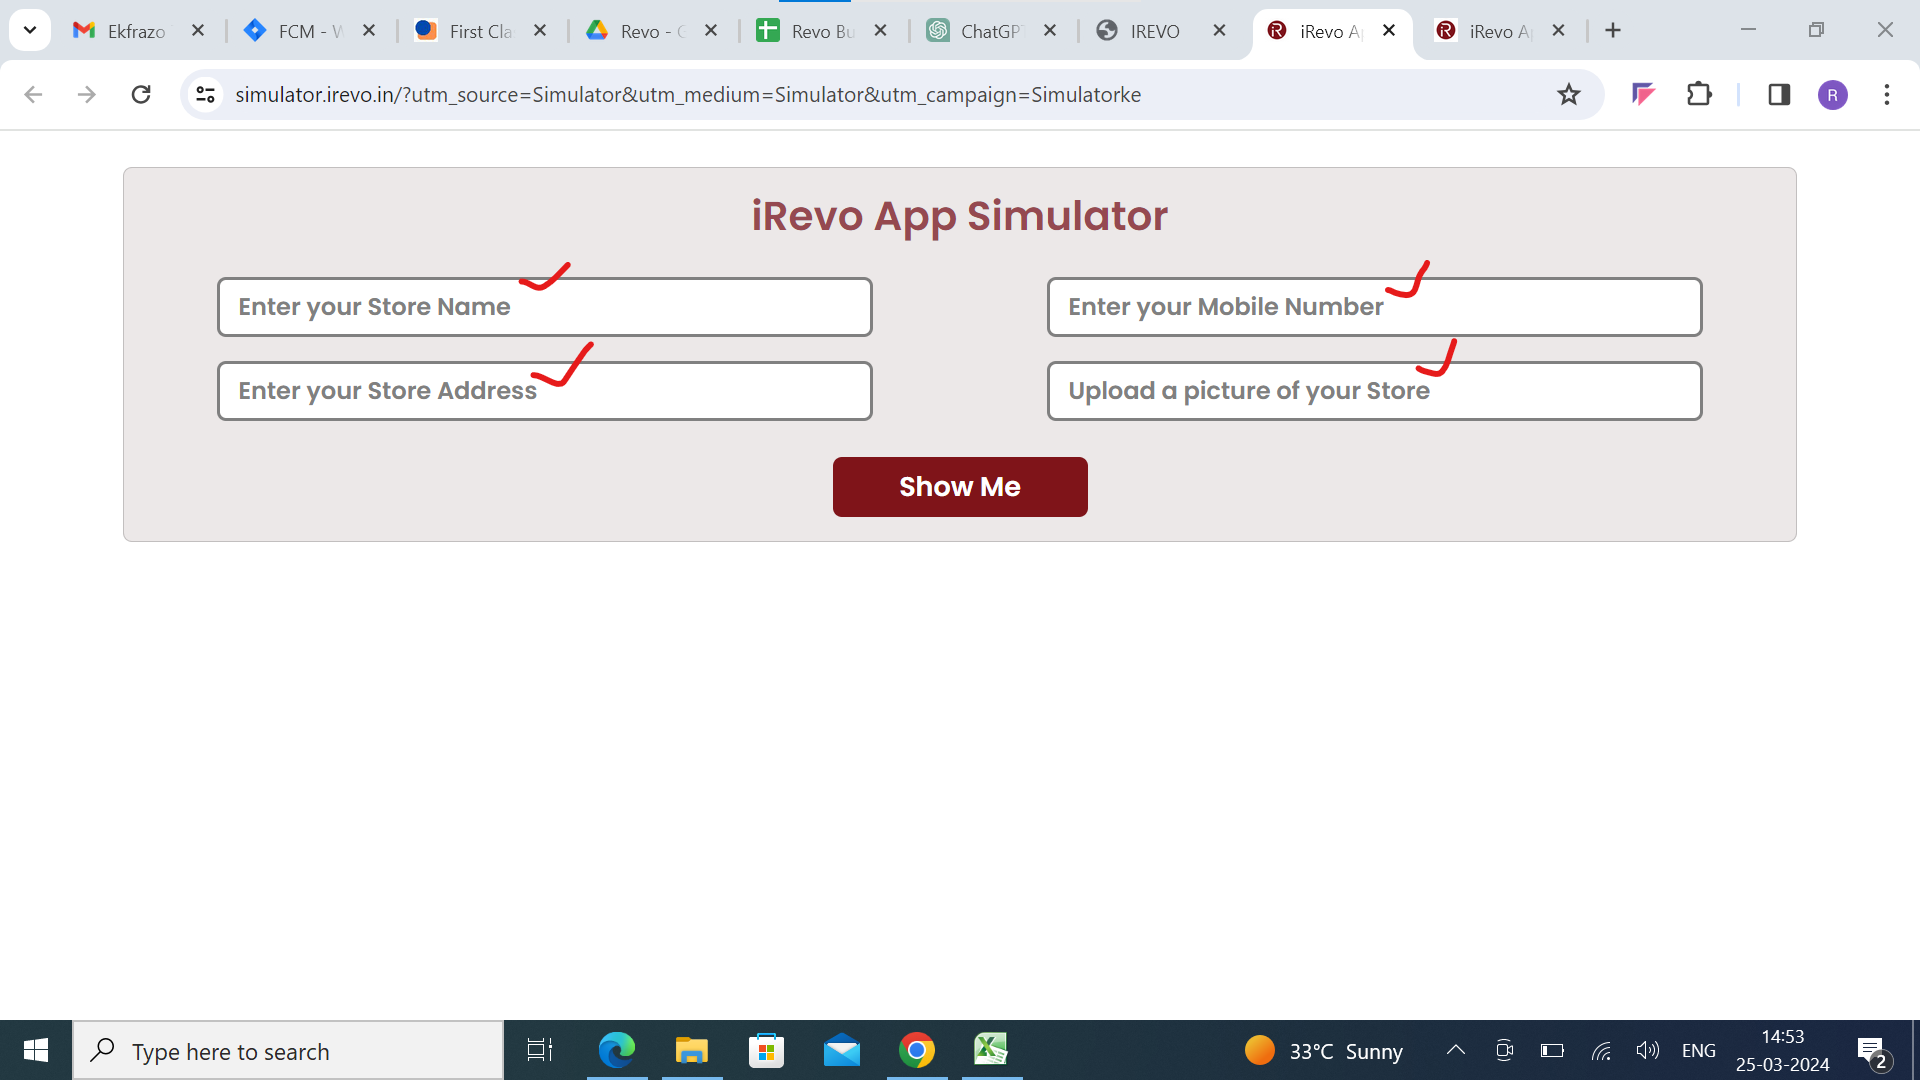 Ekfrazo
FCM - W
First Cla
Revo - C
Revo Bu
ChatGPT
IREVO
iRevo A
iRevo A
simulator.irevo.in/?utm_source=Simulator&utm_medium=Simulator&utm_campaign=Simulatorke
R
iRevo App Simulator
Enter your Store Name
Enter your Mobile Number
Enter your Store Address
Upload a picture of your Store
Show Me
Type here to search
33°C Sunny
ENG
14:53
25-03-2024
2